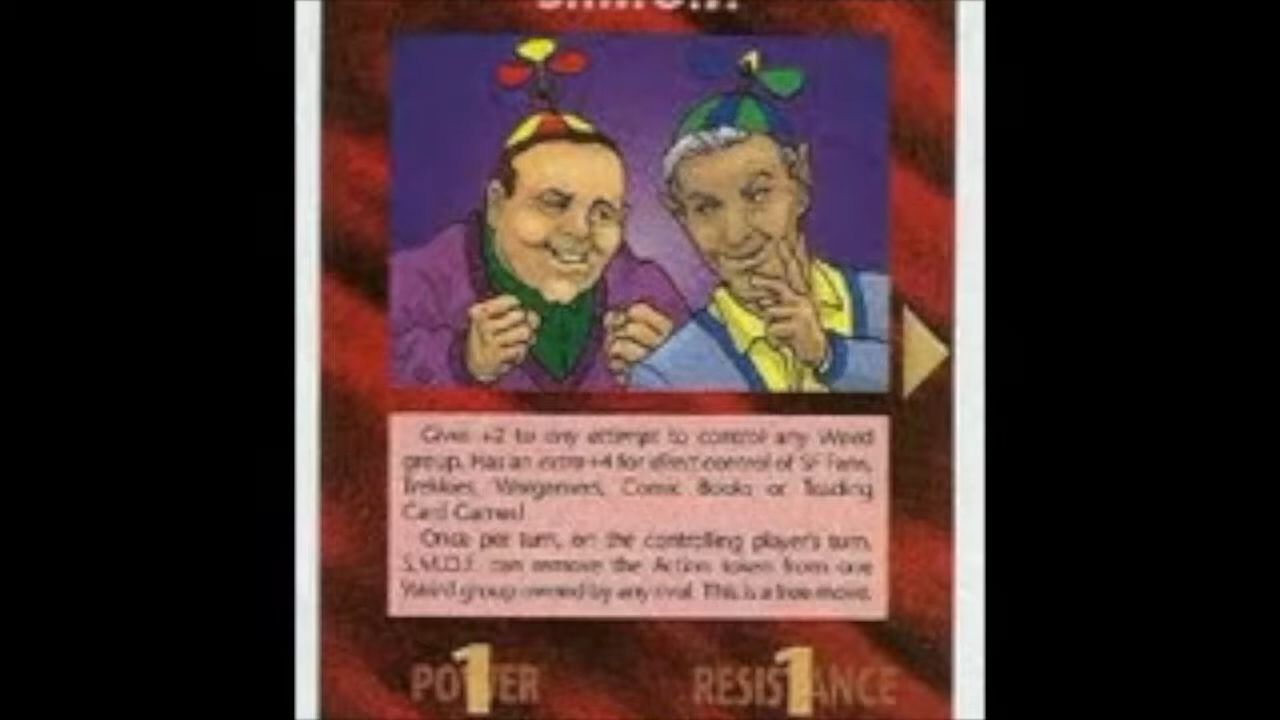 Gives +2 to any attempt to control any Weird
group. Has an extra +4 for direct control of SF Fans,
Trekkies, Wargamers, Comic Books or Trading
Card Games!
Once per turn, on the controlling player's turn,
S.M.O.F. can remove the Action token from one
Weird group owned by any rival. This is a free move.
1 1
POWER RESISTANCE